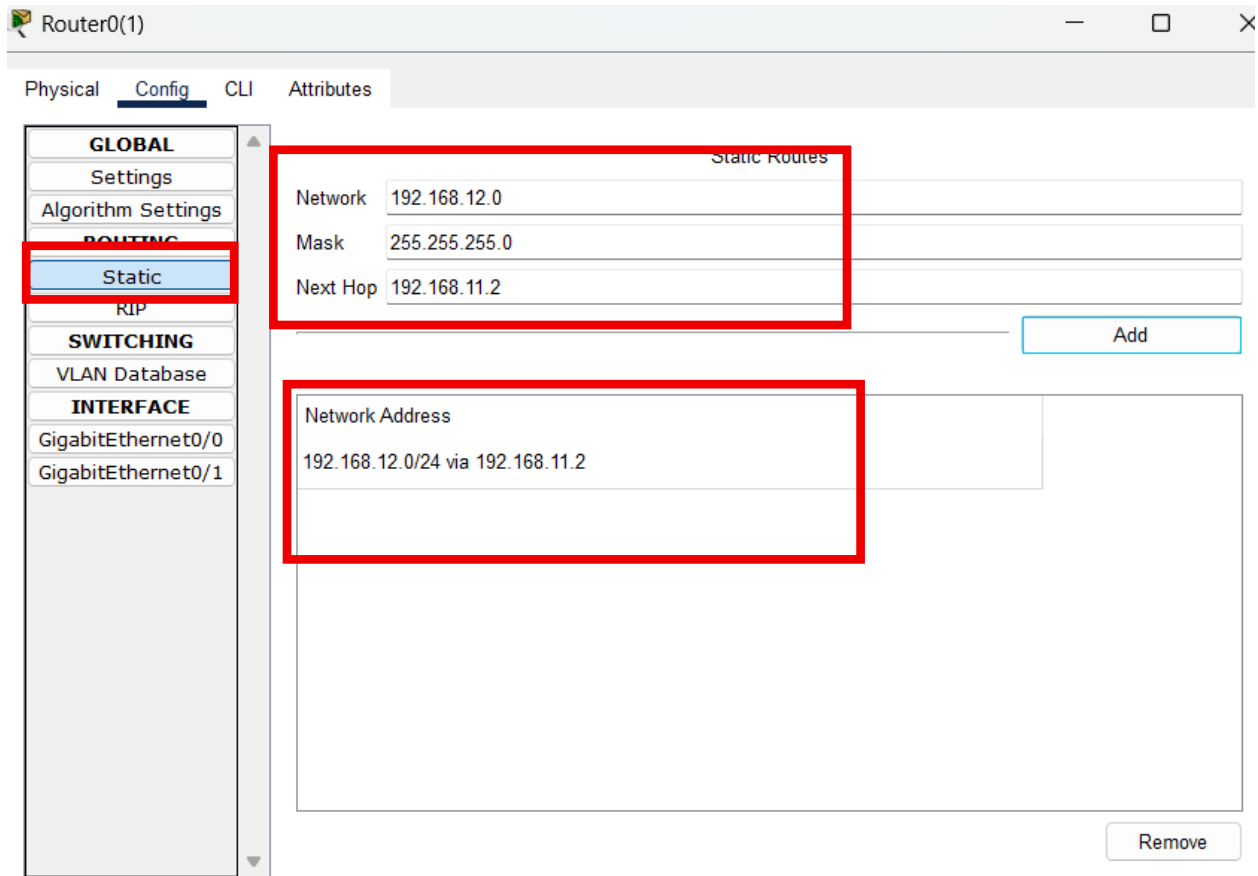 Router0(1)
Physical Config CLI Attributes
GLOBAL
Settings
Algorithm Settings
ROUTING
Static
RIP
SWITCHING
VLAN Database
INTERFACE
GigabitEthernet0/0
GigabitEthernet0/1
Static Routes
Network 192.168.12.0
Mask 255.255.255.0
Next Hop 192.168.11.2
Add
Network Address
192.168.12.0/24 via 192.168.11.2
Remove